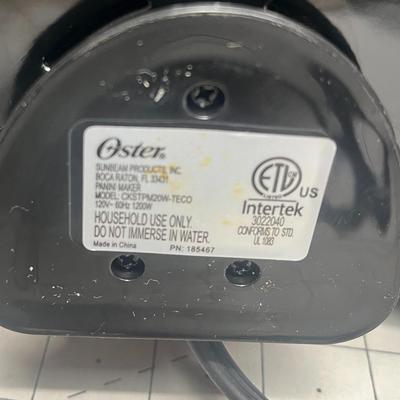 Oster
SUNBEAM PRODUCTS, INC.
BOCA RATON, FL 33431
PANINI MAKER
MODEL: CKSTPM20W-TECO
120V~ 60Hz 1200W
HOUSEHOLD USE ONLY.
DO NOT IMMERSE IN WATER.
Made in China
PN: 185467
ETL CM
US
Intertek
3022040
CONFORMS TO STD.
UL 1083